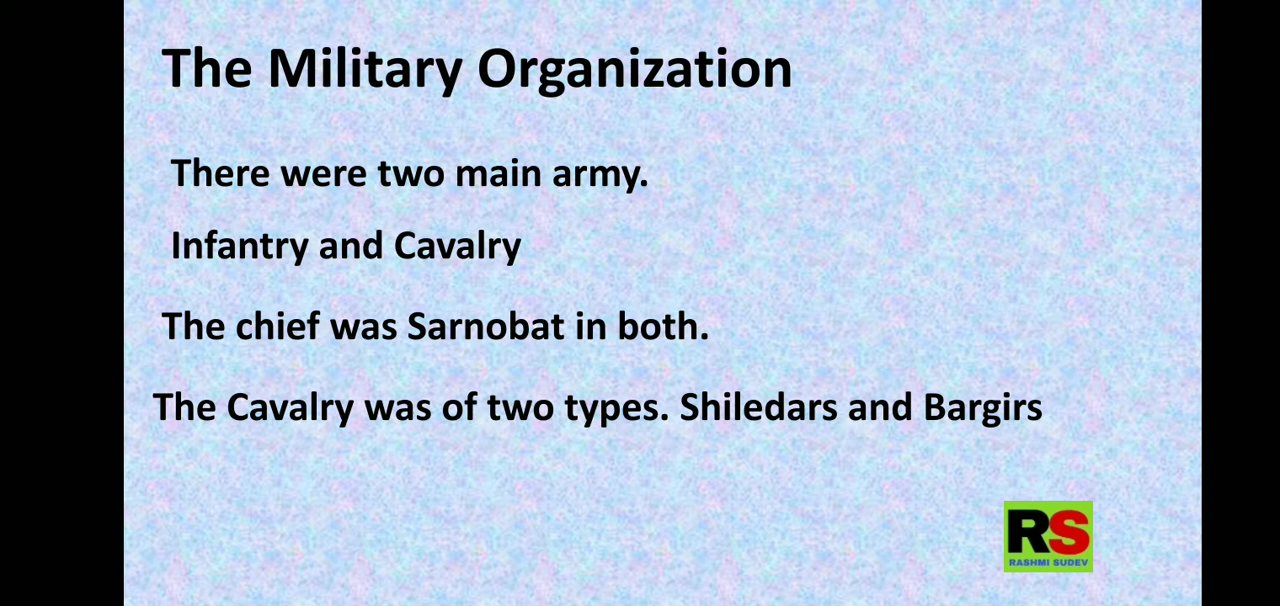 The Military Organization
There were two main army.
Infantry and Cavalry
The chief was Sarnobat in both.
The Cavalry was of two types. Shiledars and Bargirs
RS
RASHMI SUDEV